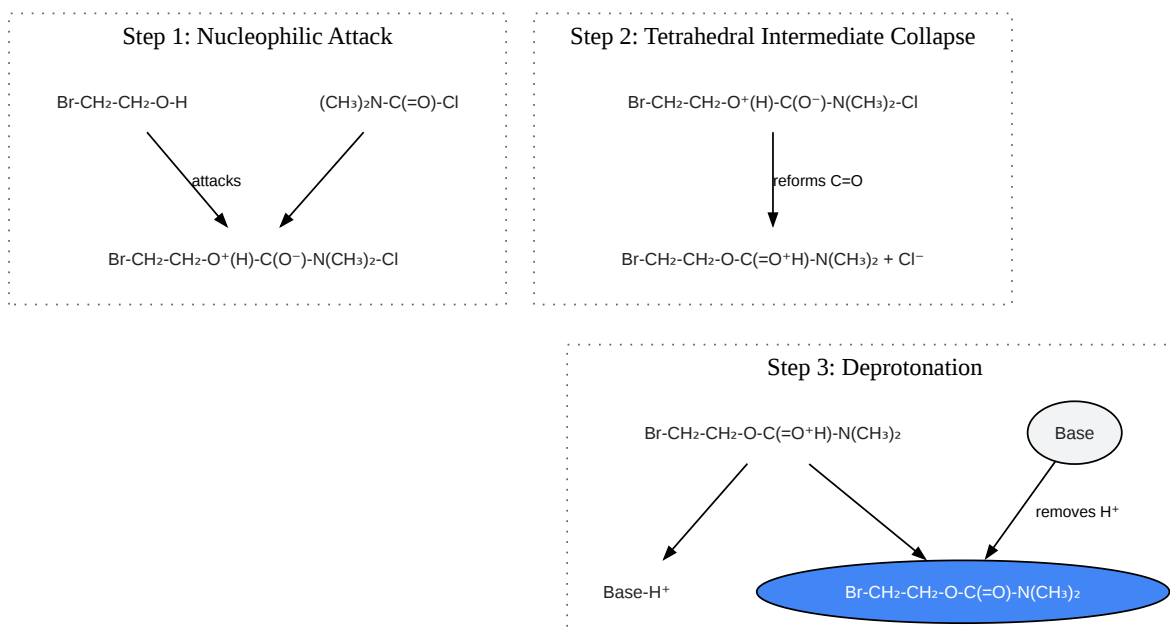 Step 1: Nucleophilic Attack
Br-CH₂-CH₂-O-H
(CH₃)₂N-C(=O)-Cl
attacks
Br-CH₂-CH₂-O⁺(H)-C(O⁻)-N(CH₃)₂-Cl
Step 2: Tetrahedral Intermediate Collapse
Br-CH₂-CH₂-O⁺(H)-C(O⁻)-N(CH₃)₂-Cl
reforms C=O
Br-CH₂-CH₂-O-C(=O⁺H)-N(CH₃)₂ + Cl⁻
Step 3: Deprotonation
Br-CH₂-CH₂-O-C(=O⁺H)-N(CH₃)₂
Base
removes H⁺
Base-H⁺
Br-CH₂-CH₂-O-C(=O)-N(CH₃)₂